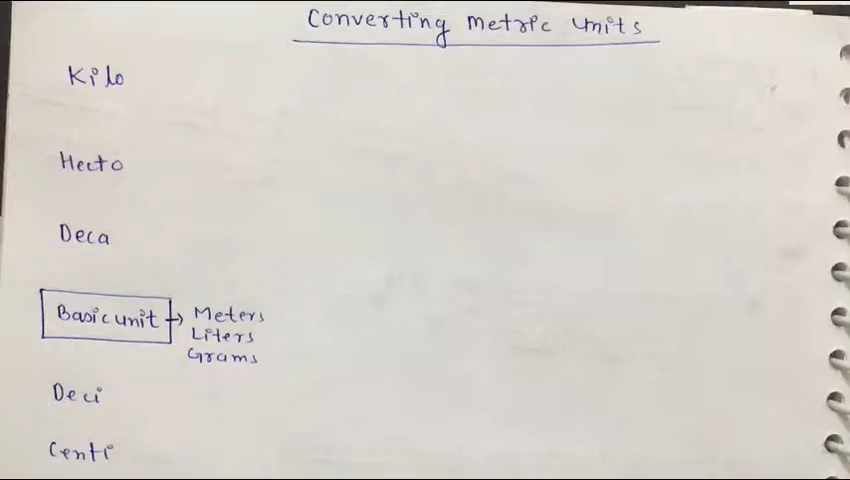 Converting Metric Units
Kilo
Hecto
Deca
Basic unit → Meters
Liters
Grams
Deci
Centi